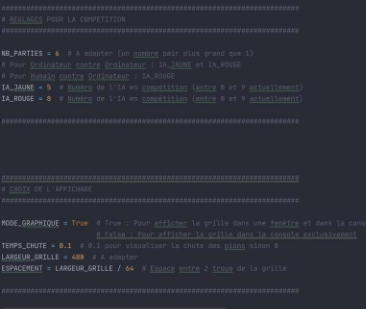 ################################################################################
# REGLAGES POUR LA COMPETITION
################################################################################
NB_PARTIES = 6 # A adapter (un nombre pair plus grand que 1)
# Pour Ordinateur contre Ordinateur : IA_JAUNE et IA_ROUGE
# Pour Humain contre Ordinateur : IA_ROUGE
IA_JAUNE = 5 # Numéro de l'IA en compétition (entre 0 et 9 actuellement)
IA_ROUGE = 8 # Numéro de l'IA en compétition (entre 0 et 9 actuellement)
################################################################################
################################################################################
# CHOIX DE L'AFFICHAGE
################################################################################
MODE_GRAPHIQUE = True # True : Pour afficher la grille dans une fenêtre et dans la cons
# False : Pour afficher la grille dans la console exclusivement
TEMPS_CHUTE = 0.1 # 0.1 pour visualiser la chute des pions sinon 0
LARGEUR_GRILLE = 480 # A adapter
ESPACEMENT = LARGEUR_GRILLE / 64 # Espace entre 2 trous de la grille
################################################################################